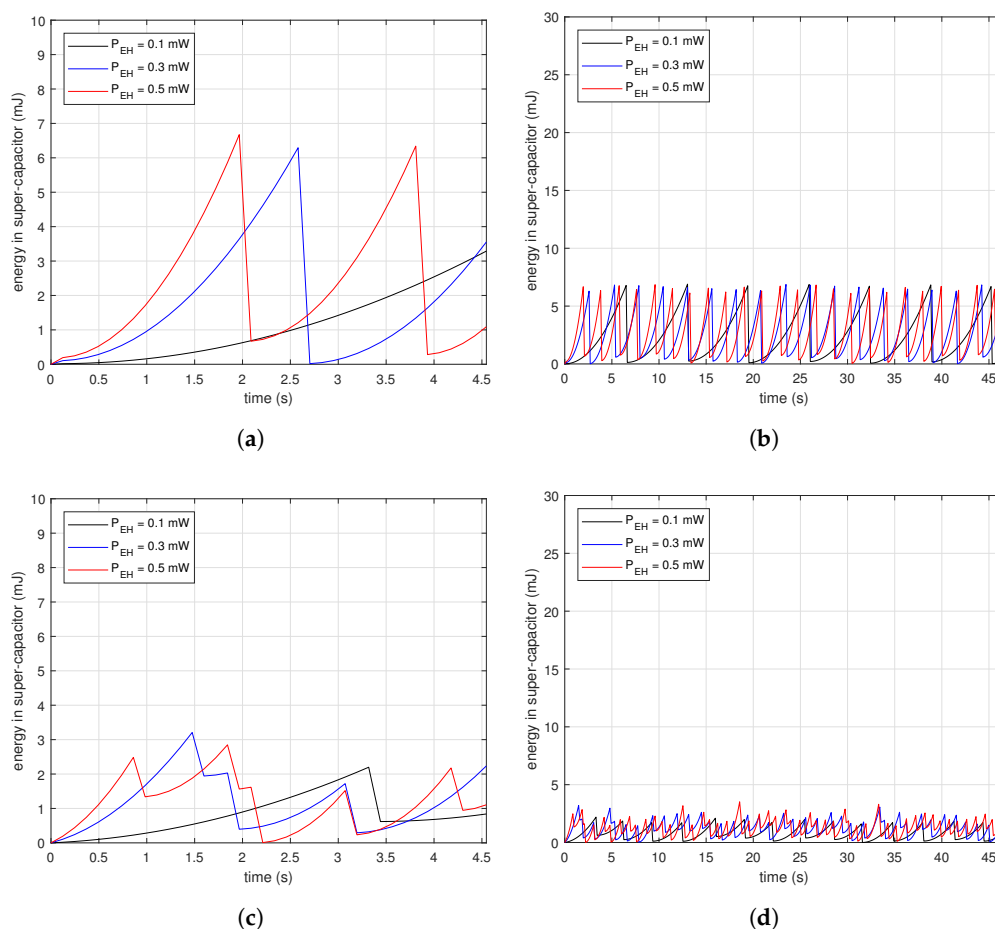 energy in super-capacitor (mJ)
10
9
8
7
6
5
4
3
2
1
0
P_EH = 0.1 mW
P_EH = 0.3 mW
P_EH = 0.5 mW
0 0.5 1 1.5 2 2.5 3 3.5 4 4.5
time (s)
(a)
energy in super-capacitor (mJ)
30
25
20
15
10
5
0
P_EH = 0.1 mW
P_EH = 0.3 mW
P_EH = 0.5 mW
0 5 10 15 20 25 30 35 40 45
time (s)
(b)
energy in super-capacitor (mJ)
10
9
8
7
6
5
4
3
2
1
0
P_EH = 0.1 mW
P_EH = 0.3 mW
P_EH = 0.5 mW
0 0.5 1 1.5 2 2.5 3 3.5 4 4.5
time (s)
(c)
energy in super-capacitor (mJ)
30
25
20
15
10
5
0
P_EH = 0.1 mW
P_EH = 0.3 mW
P_EH = 0.5 mW
0 5 10 15 20 25 30 35 40 45
time (s)
(d)